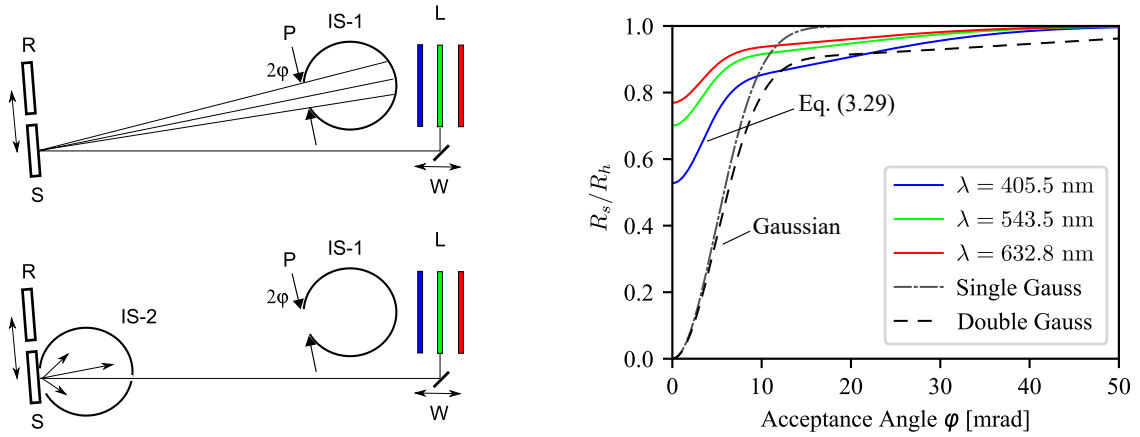 L
IS-1
P
R
2φ
S
W
L
IS-1
P
R
2φ
IS-2
S
W
R_s/R_h
1.0
0.8
0.6
0.4
0.2
0.0
Eq. (3.29)
Gaussian
λ = 405.5 nm
λ = 543.5 nm
λ = 632.8 nm
Single Gauss
Double Gauss
0 10 20 30 40 50
Acceptance Angle φ [mrad]